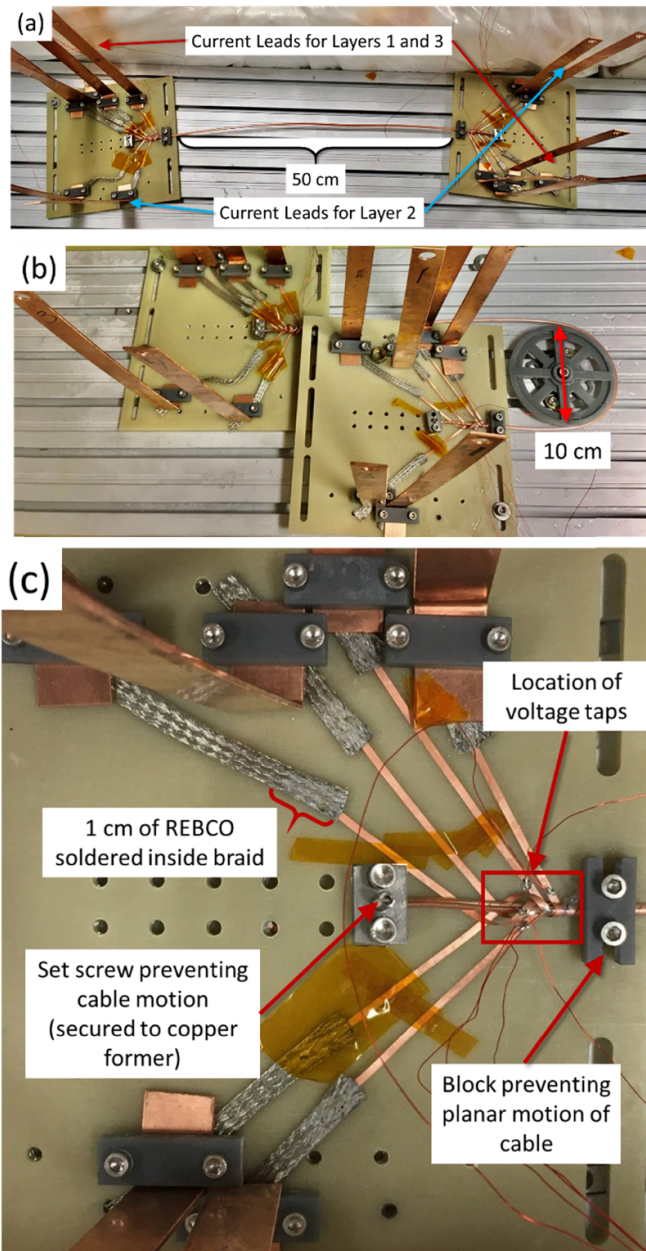 (a)
Current Leads for Layers 1 and 3
50 cm
Current Leads for Layer 2
(b)
10 cm
(c)
Location of
voltage taps
1 cm of REBCO
soldered inside braid
Set screw preventing
cable motion
(secured to copper
former)
Block preventing
planar motion of
cable